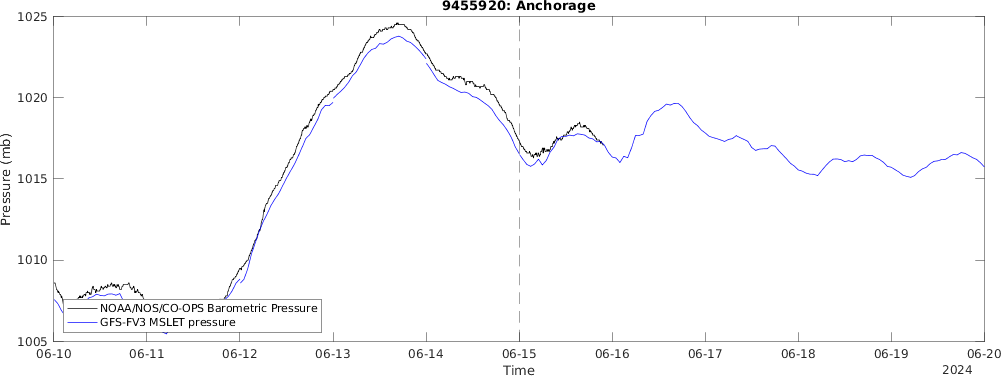 9455920: Anchorage
Pressure (mb)
1025
1020
1015
1010
1005
NOAA/NOS/CO-OPS Barometric Pressure
GFS-FV3 MSLET pressure
06-10 06-11 06-12 06-13 06-14 06-15 06-16 06-17 06-18 06-19 06-20
Time
2024